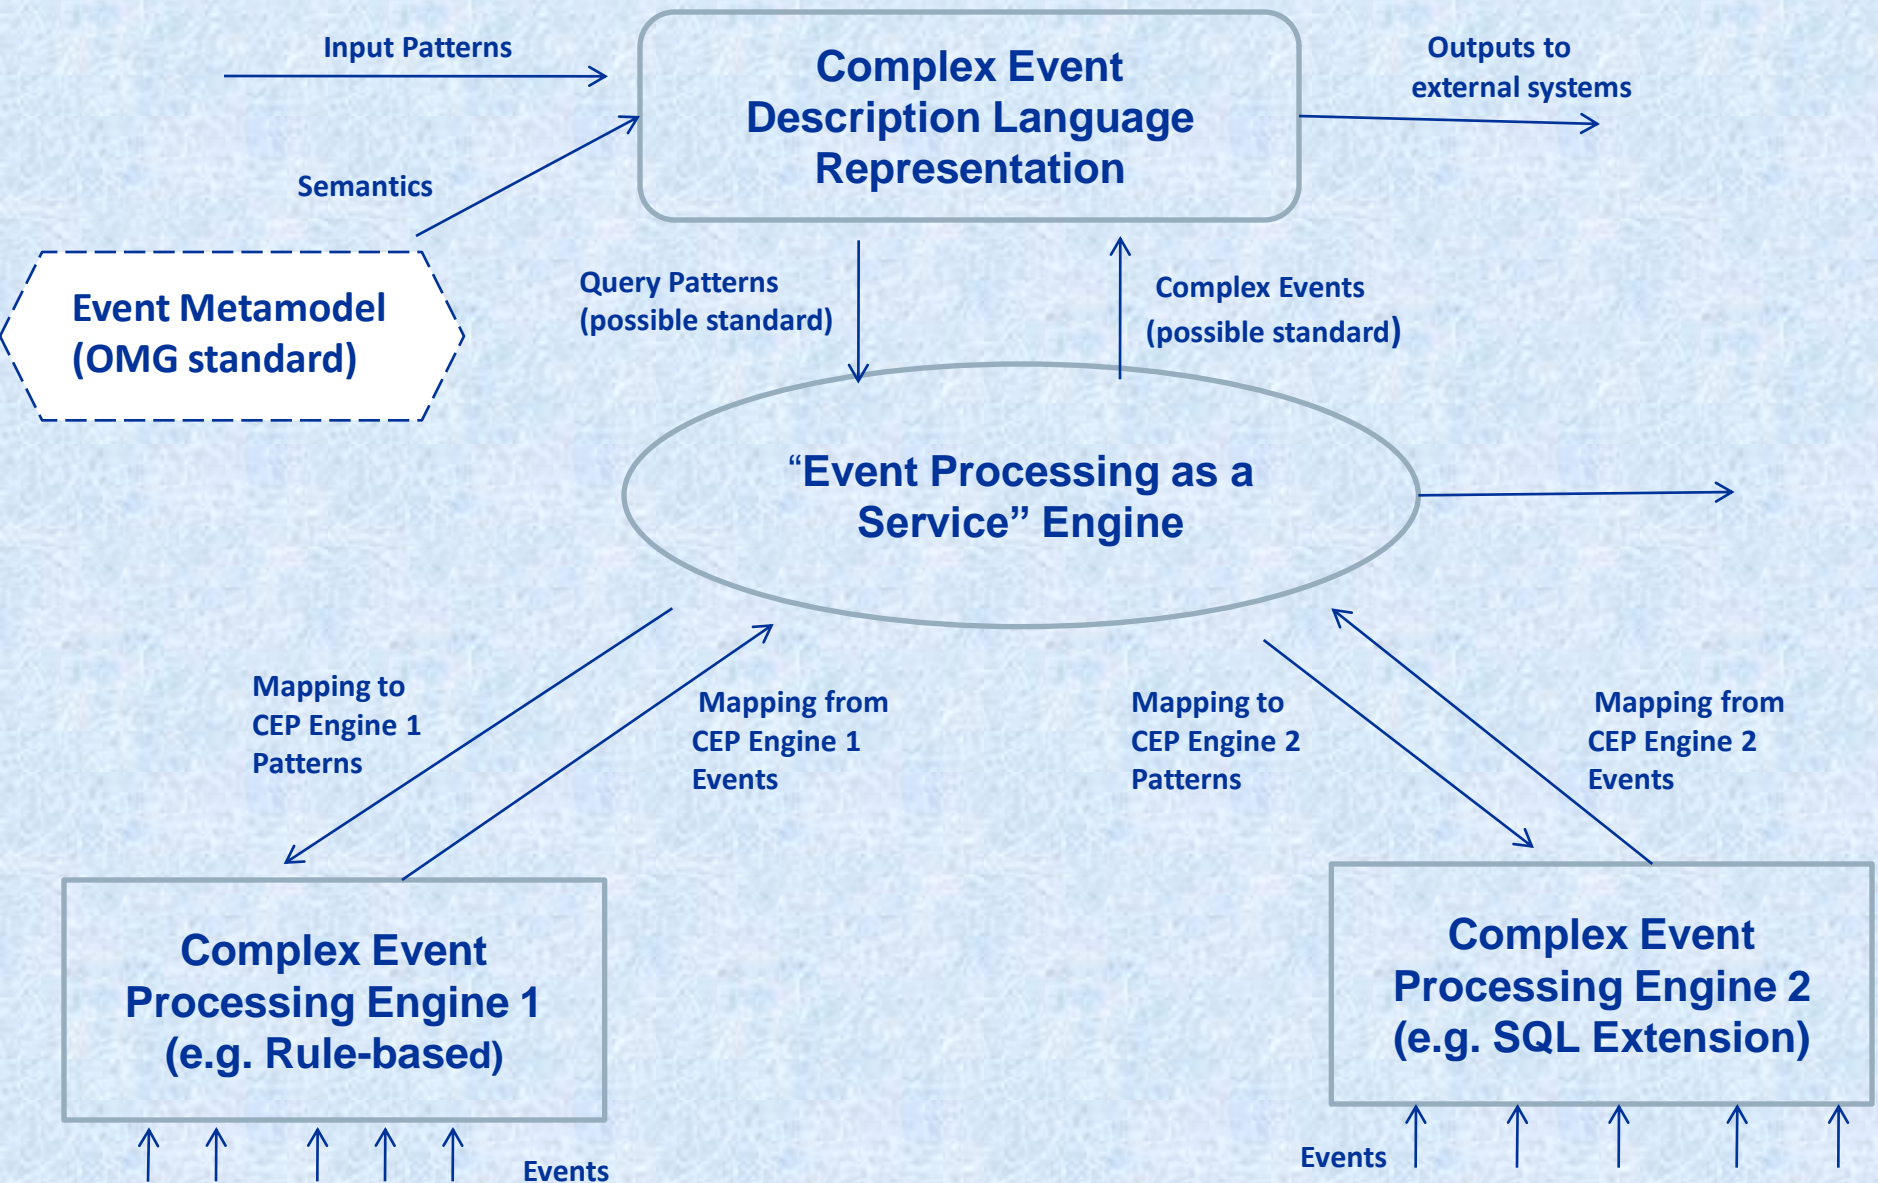 Input Patterns
Complex Event
Description Language
Representation
Outputs to
external systems
Semantics
Event Metamodel
(OMG standard)
Query Patterns
(possible standard)
Complex Events
(possible standard)
“Event Processing as a
Service” Engine
Mapping to
CEP Engine 1
Patterns
Mapping from
CEP Engine 1
Events
Mapping to
CEP Engine 2
Patterns
Mapping from
CEP Engine 2
Events
Complex Event
Processing Engine 1
(e.g. Rule-based)
Complex Event
Processing Engine 2
(e.g. SQL Extension)
Events
Events